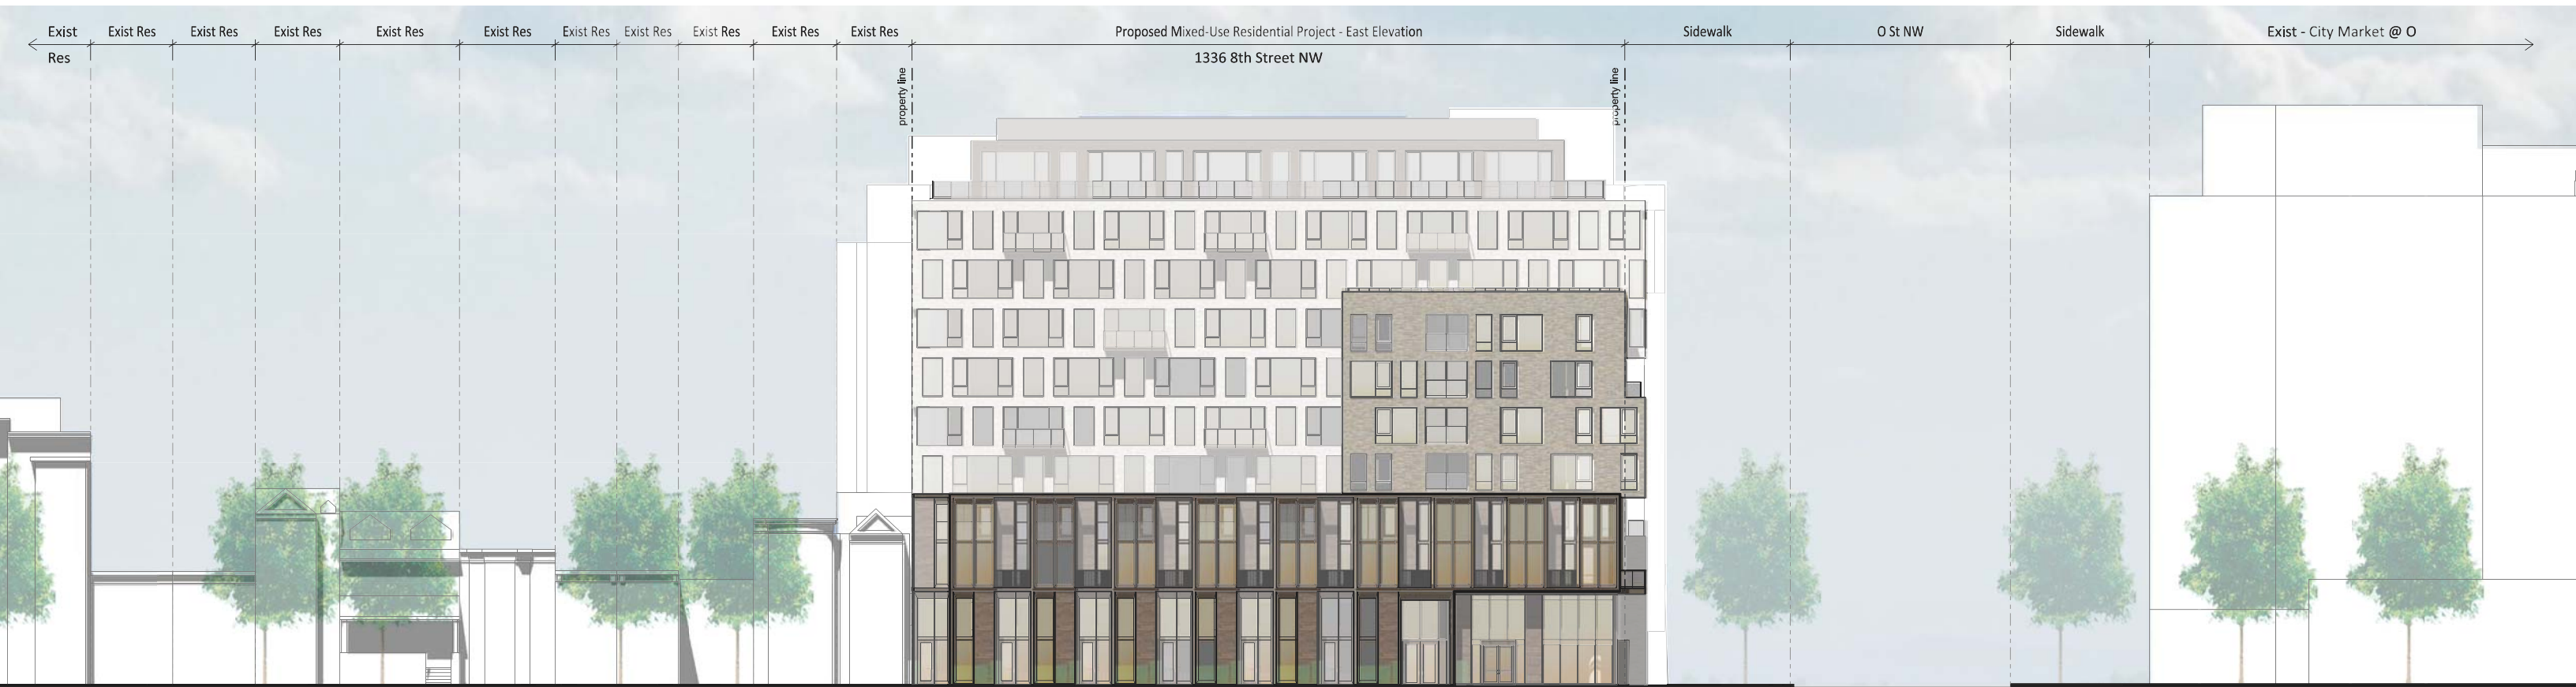 Exist
Res
Exist Res
Exist Res
Exist Res
Exist Res
Exist Res
Exist Res
Exist Res
Exist Res
Exist Res
Exist Res
Proposed Mixed-Use Residential Project - East Elevation
1336 8th Street NW
Sidewalk
O St NW
Sidewalk
Exist - City Market @ O
property line
property line